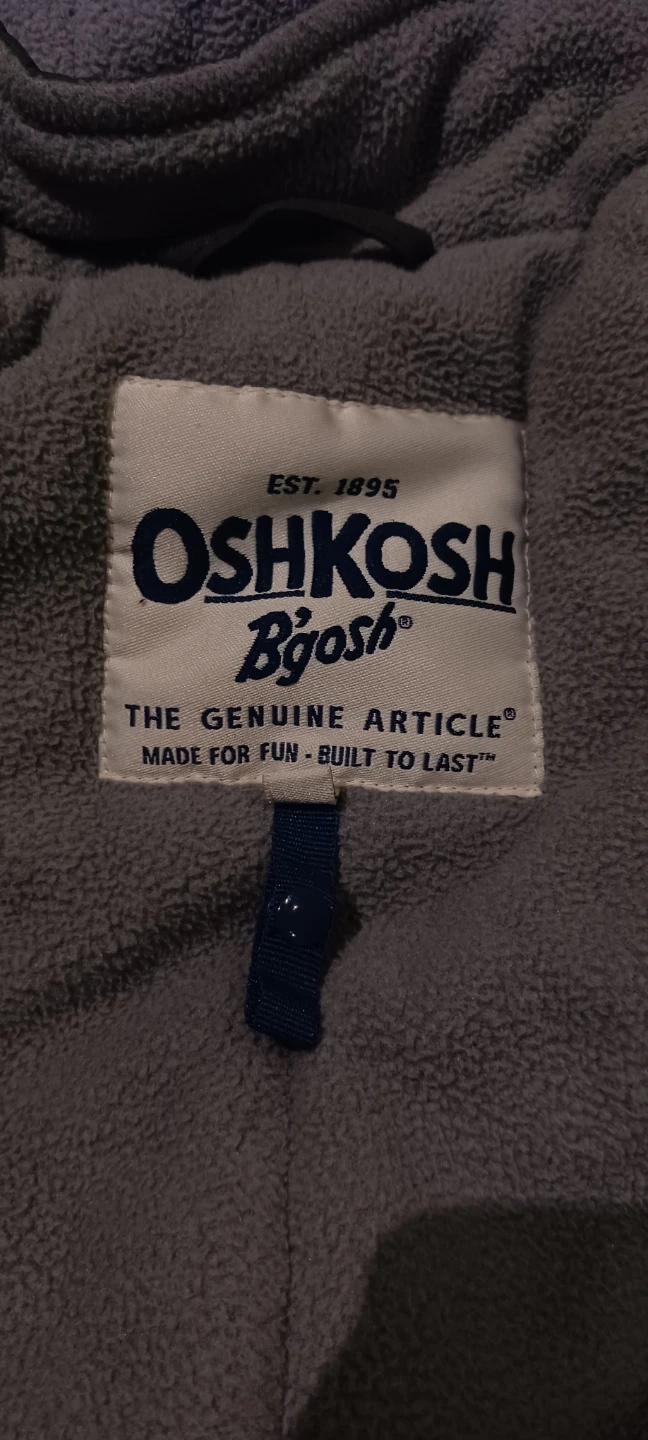 EST. 1895
OSHKOSH
B'gosh®
THE GENUINE ARTICLE®
MADE FOR FUN - BUILT TO LAST™